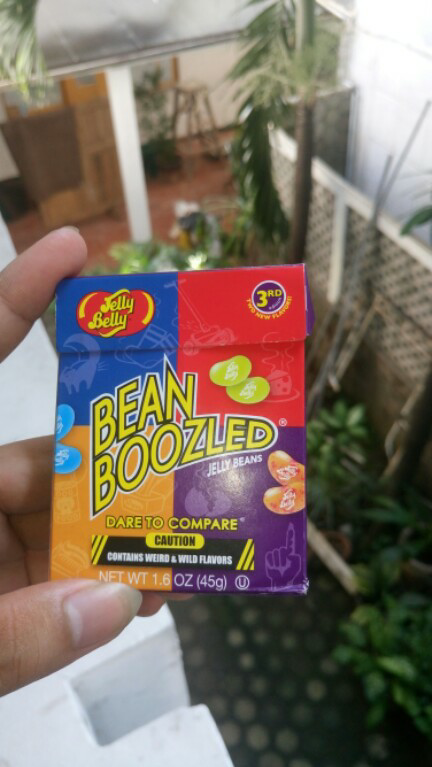 Jelly
Belly
3RD
TWO NEW FLAVORS!
BEAN
BOOZLED®
JELLY BEANS
DARE TO COMPARE
CAUTION
CONTAINS WEIRD & WILD FLAVORS
NET WT 1.6 OZ (45g) U